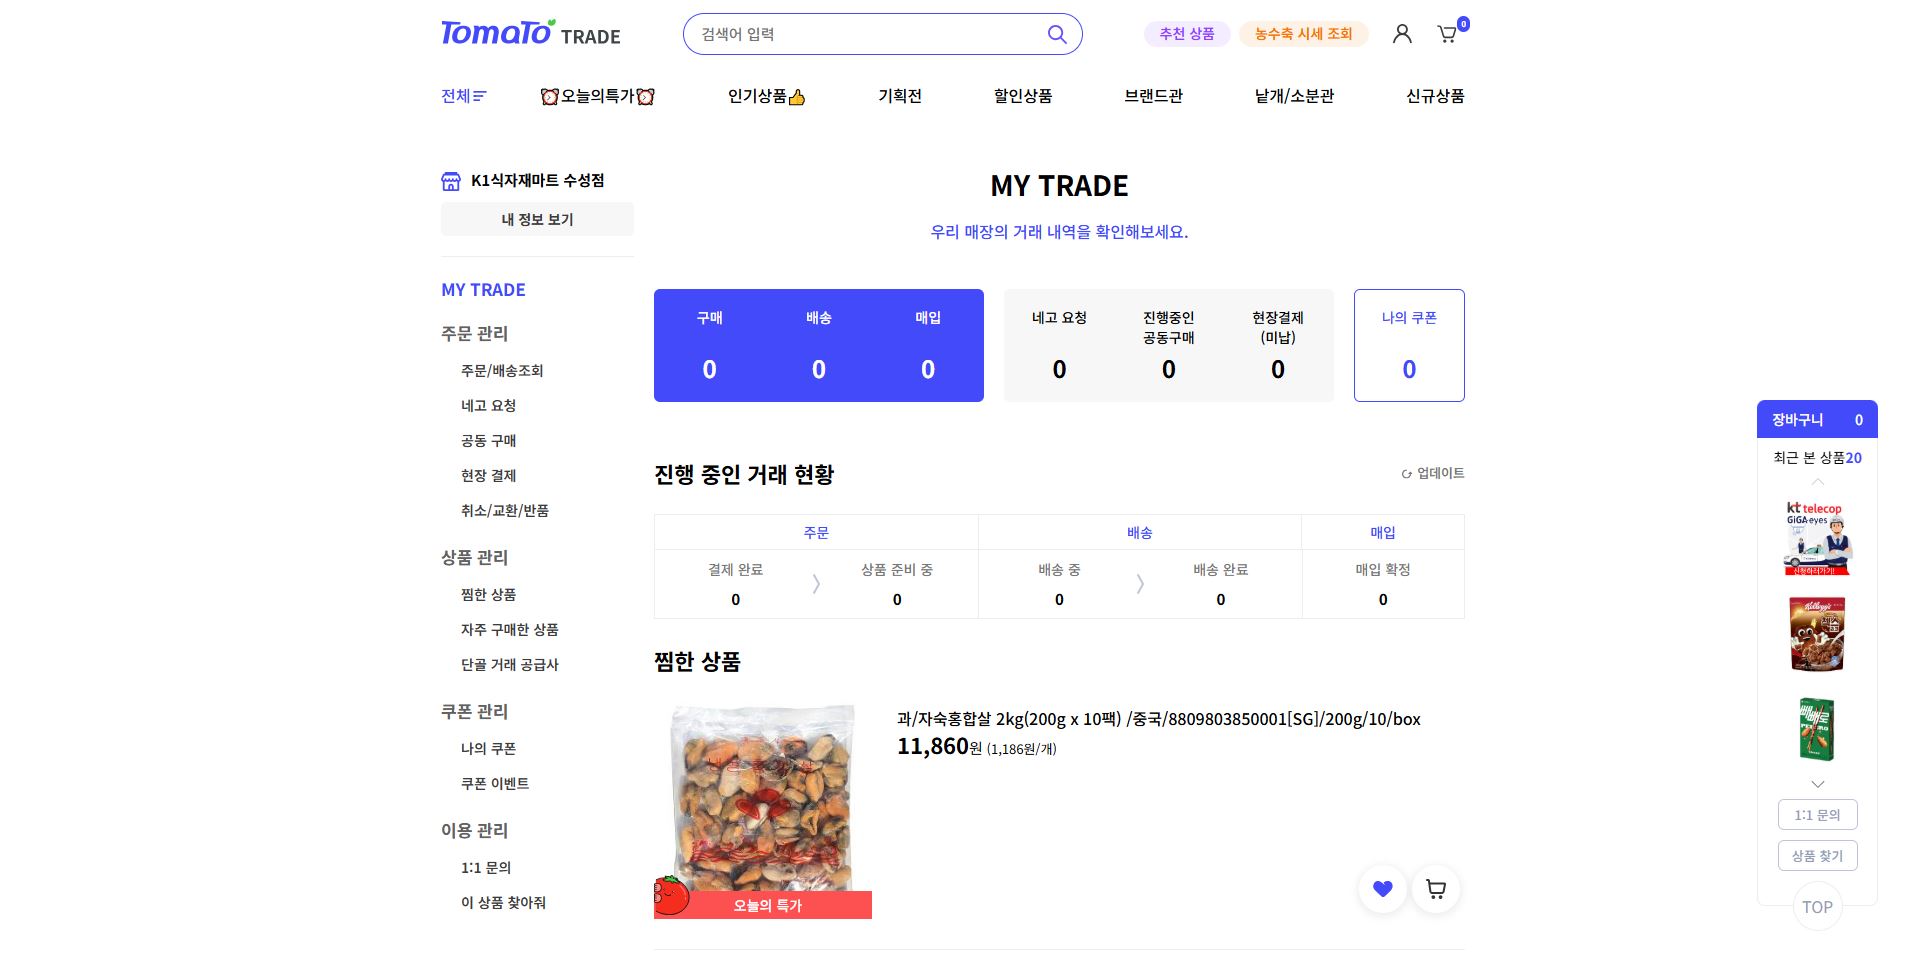 TomaTo TRADE
검색어 입력
추천 상품
농수축 시세 조회
0
전체
오늘의특가
인기상품
기획전
할인상품
브랜드관
낱개/소분관
신규상품
K1식자재마트 수성점
내 정보 보기
MY TRADE
주문 관리
주문/배송조회
네고 요청
공동 구매
현장 결제
취소/교환/반품
상품 관리
찜한 상품
자주 구매한 상품
단골 거래 공급사
쿠폰 관리
나의 쿠폰
쿠폰 이벤트
이용 관리
1:1 문의
이 상품 찾아줘
MY TRADE
우리 매장의 거래 내역을 확인해보세요.
구매 배송 매입
0 0 0
네고 요청 진행중인 공동구매 현장결제 (미납)
0 0 0
나의 쿠폰
0
진행 중인 거래 현황
업데이트
주문 배송 매입
결제 완료 상품 준비 중 배송 중 배송 완료 매입 확정
0 0 0 0 0
찜한 상품
오늘의 특가
과/자숙홍합살 2kg(200g x 10팩) /중국/8809803850001[SG]/200g/10/box
11,860원 (1,186원/개)
장바구니 0
최근 본 상품20
kt telecop
GiGA eyes
신청하러가기!
Kellogg's
빼빼로
1:1 문의
상품 찾기
TOP